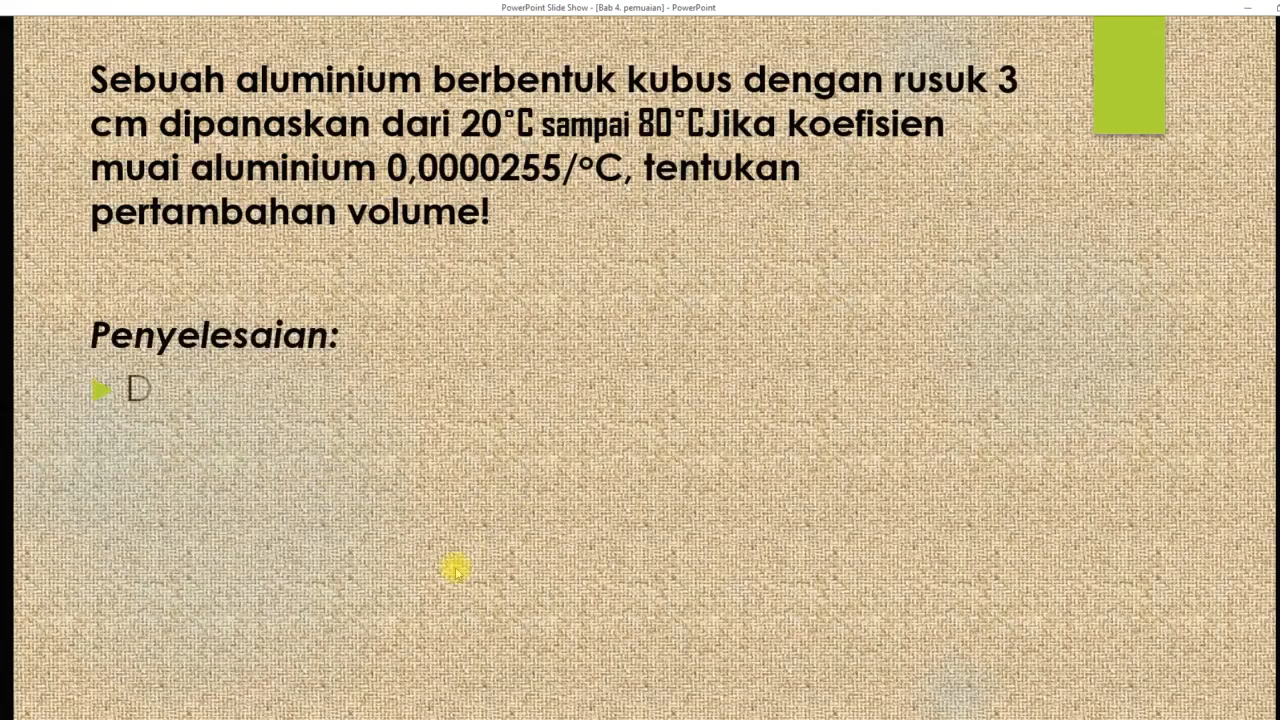 PowerPoint Slide Show - [Bab 4. pemuaian] - PowerPoint
Sebuah aluminium berbentuk kubus dengan rusuk 3
cm dipanaskan dari 20°C sampai 80°CJika koefisien
muai aluminium 0,0000255/°C, tentukan
pertambahan volume!
Penyelesaian:
D